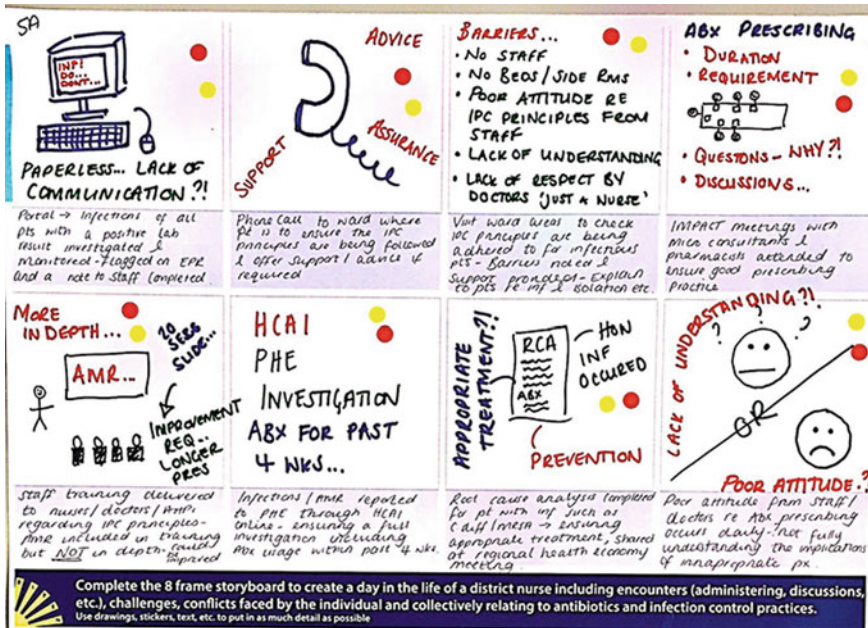 SA
INF!
DO...
DONT...
PAPERLESS... LACK OF
COMMUNICATION?!
Portal → Infections of all
pts with a positive lab
result investigated &
monitored - flagged on EPR
and a note to staff completed.
ADVICE
SUPPORT
ASSURANCE
Phone call to ward where
pt is to ensure the IPC
principles are being followed
& offer support / advice if
required
BARRIERS...
• NO STAFF
• NO BEDS / SIDE RMS
• POOR ATTITUDE RE
IPC PRINCIPLES FROM
STAFF
• LACK OF UNDERSTANDING
• LACK OF RESPECT BY
DOCTORS 'JUST A NURSE'
Visit ward areas to check
IPC principles are being
adhered to for infectious
pts - Barriers noted &
support provided - Explain
to pts re inf & isolation etc.
ABX PRESCRIBING
• DURATION
• REQUIREMENT
• QUESTONS - WHY?!
• DISCUSSIONS...
IMPACT meetings with
micro consultants &
pharmacists attended to
ensure good prescribing
practice
MORE
IN DEPTH...
20
SECS
SLIDE...
AMR...
IMPROVEMENT
REQ...
LONGER
PRES
Staff training delivered
to nurses / doctors / AHPs
regarding IPC principles -
AMR included in training
but NOT in depth - could be
improved
HCAI
PHE
INVESTIGATION
ABX FOR PAST
4 WKS...
Infections / AMR reported
to PHE through HCAI
online - ensuring a full
investigation including
Abx usage within past 4 wks.
APPROPRIATE
TREATMENT?!
RCA
ABX
HOW
INF
OCCURED
PREVENTION
Root cause analysis completed
for pt with inf such as
Cdiff / MRSA → ensuring
appropriate treatment, shared
at regional health economy
meeting.
LACK OF UNDERSTANDING?!
? ? ?
OR
POOR ATTITUDE?
Poor attitude from staff /
doctors re Abx prescribing
occurs daily - not fully
understanding the implications
of innapropriate px.
Complete the 8 frame storyboard to create a day in the life of a district nurse including encounters (administering, discussions,
etc.), challenges, conflicts faced by the individual and collectively relating to antibiotics and infection control practices.
Use drawings, stickers, text, etc. to put in as much detail as possible